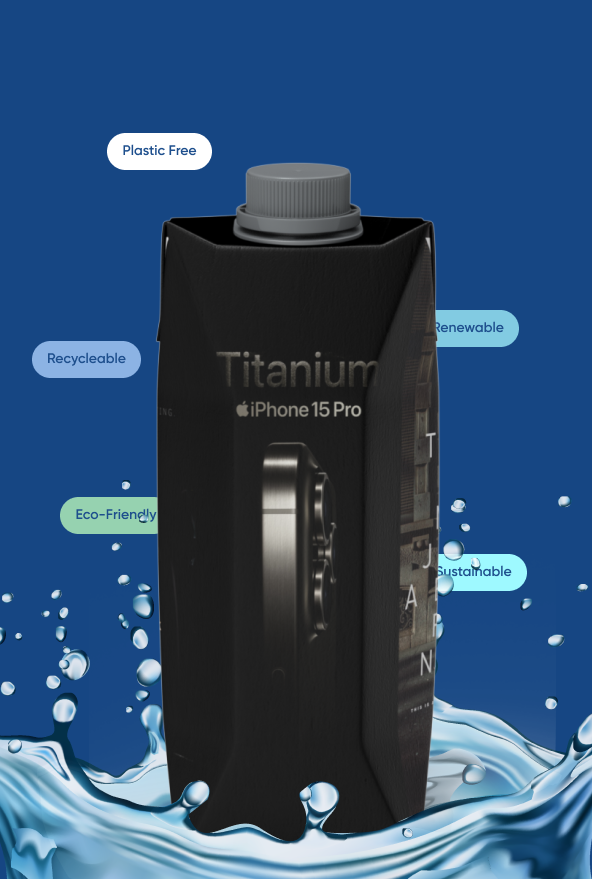 Plastic Free
Renewable
Recycleable
Titanium
iPhone 15 Pro
Eco-Friendly
Sustainable
T
I
J
A
N